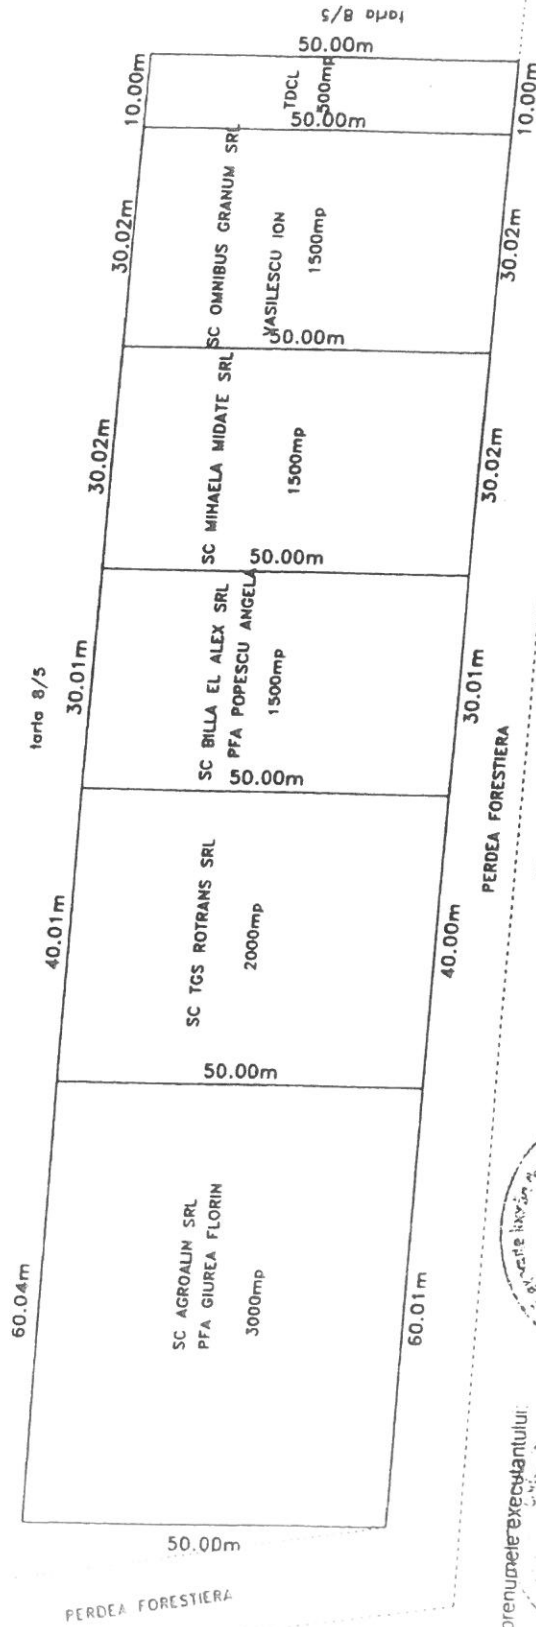 tarla 8/5
50.00m
10.00m
TDCL
500mp
10.00m
50.00m
30.02m
SC OMNIBUS GRANUM SRL
VASILESCU ION
1500mp
30.02m
50.00m
30.02m
SC MIHAELA MIDATE SRL
1500mp
30.02m
50.00m
tarla 8/5
30.01m
SC BILLA EL ALEX SRL
PFA POPESCU ANGELA
1500mp
30.01m
50.00m
PERDEA FORESTIERA
40.01m
SC TGS ROTRANS SRL
2000mp
40.00m
50.00m
60.04m
SC AGROALIN SRL
PFA GIUREA FLORIN
3000mp
60.01m
50.00m
PERDEA FORESTIERA
prenumele executantului: